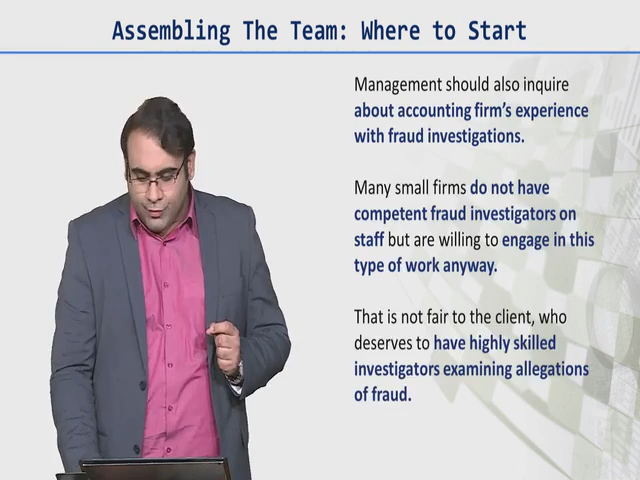 Assembling The Team: Where to Start
Management should also inquire
about accounting firm's experience
with fraud investigations.
Many small firms do not have
competent fraud investigators on
staff but are willing to engage in this
type of work anyway.
That is not fair to the client, who
deserves to have highly skilled
investigators examining allegations
of fraud.